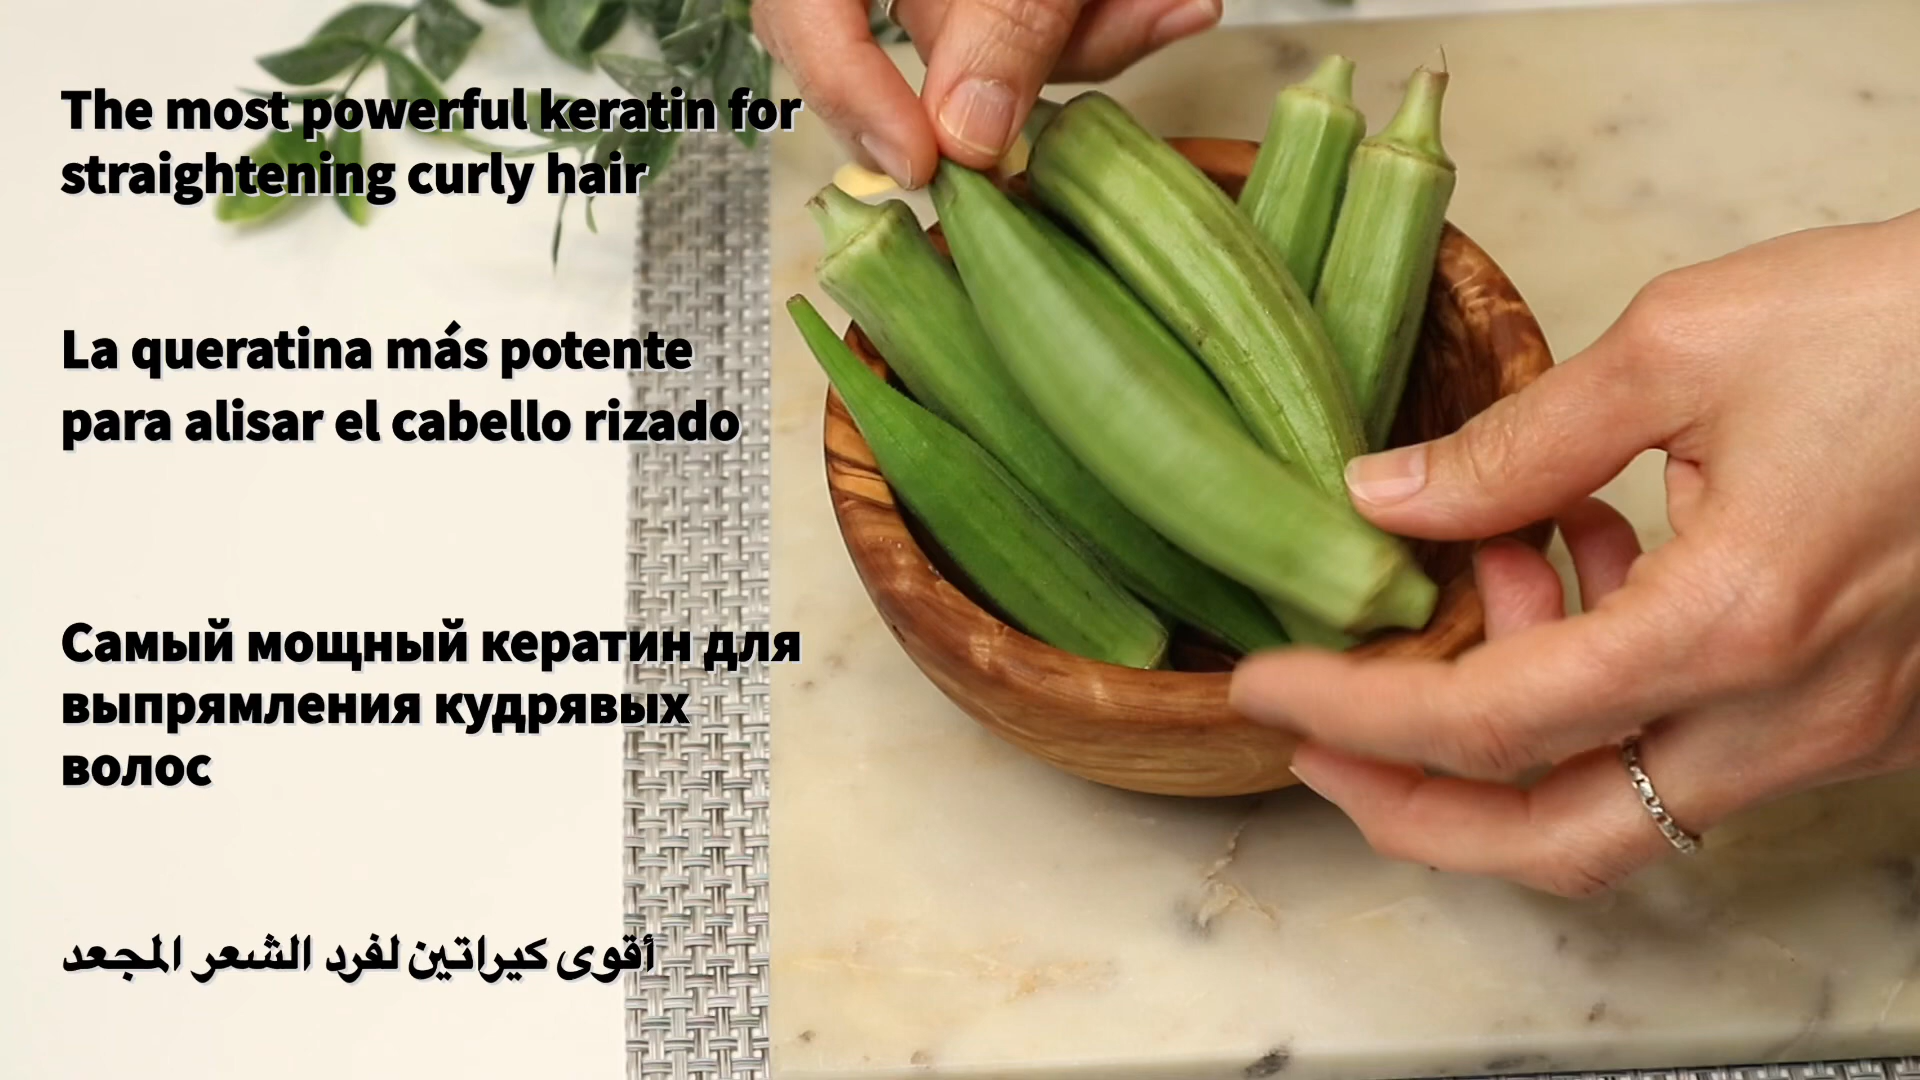 The most powerful keratin for
straightening curly hair
La queratina más potente
para alisar el cabello rizado
Самый мощный кератин для
выпрямления кудрявых
волос
أقوى كيراتين لفرد الشعر المجعد